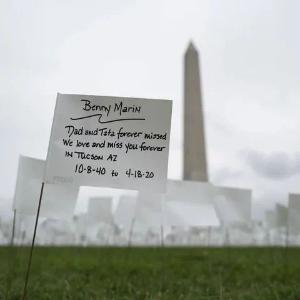 Benny Marin
Dad and Tata forever missed
We love and miss you forever
IN TUCSON AZ
10-8-40 to 4-18-20